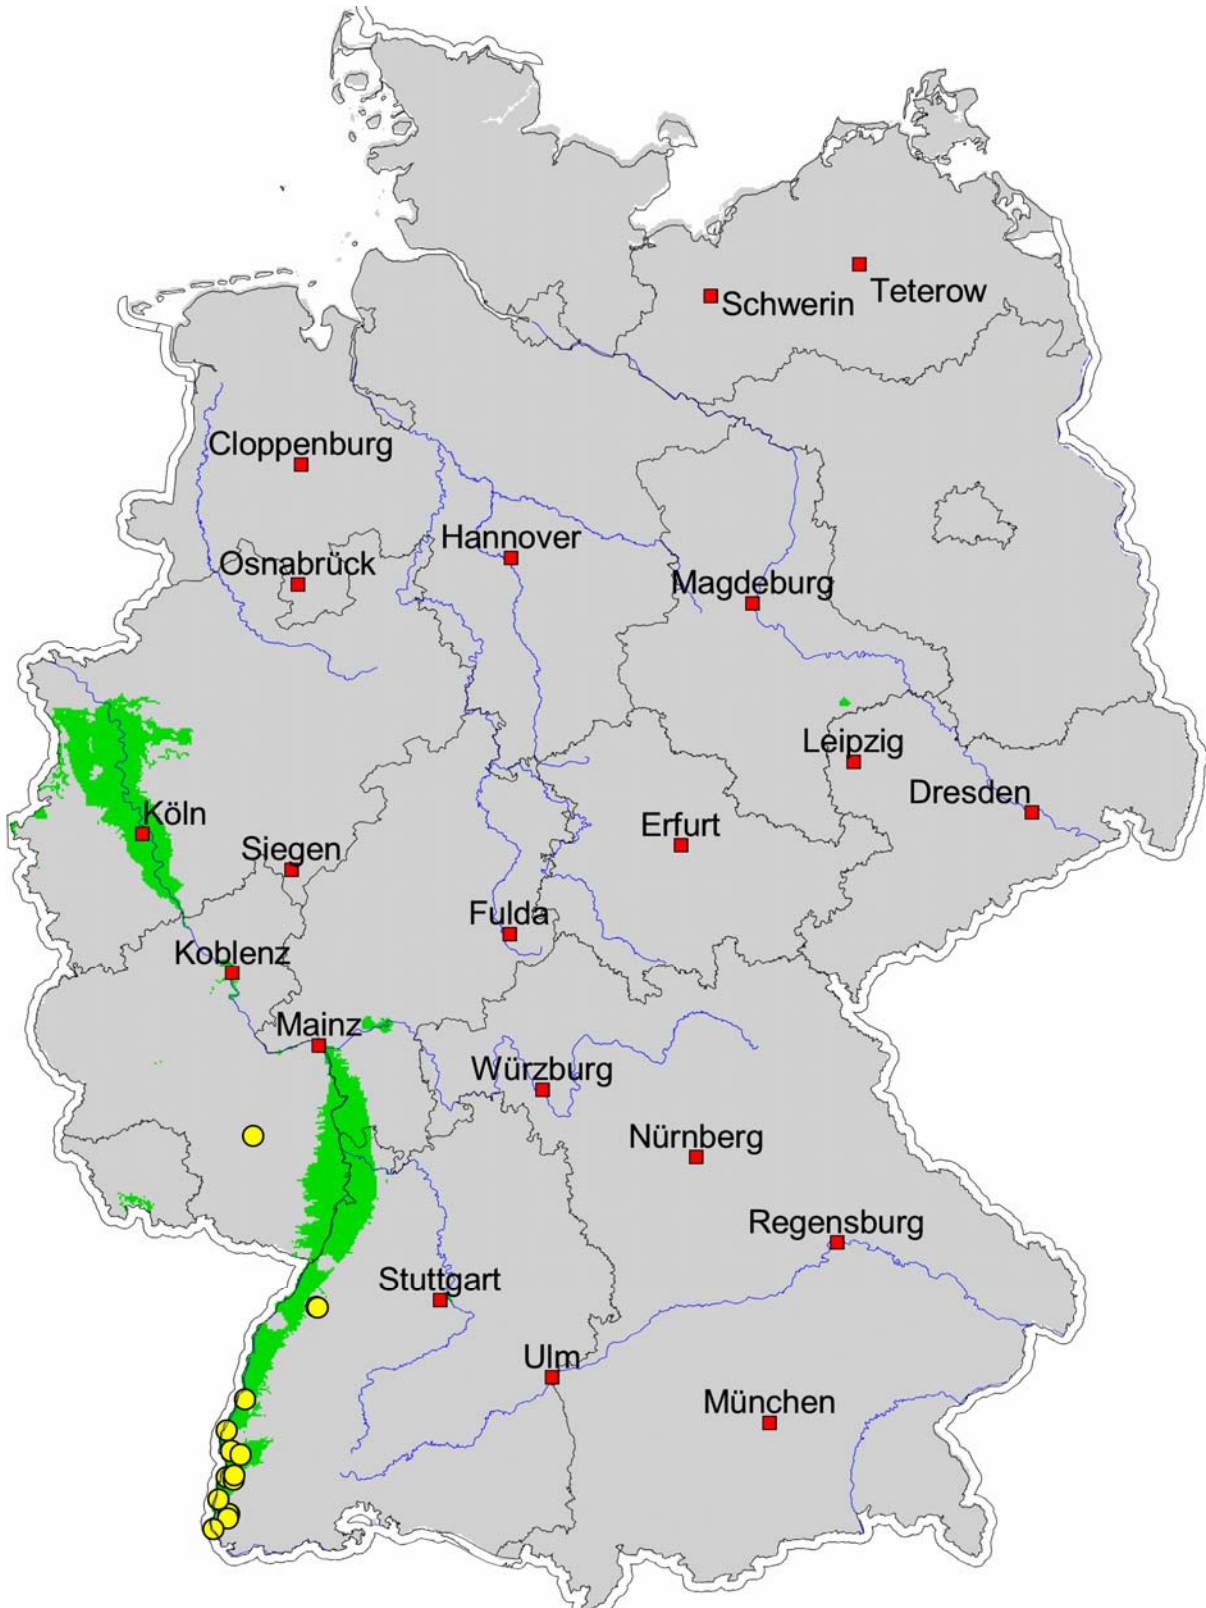 Teterow
Schwerin
Cloppenburg
Hannover
Osnabrück
Magdeburg
Leipzig
Dresden
Köln
Erfurt
Siegen
Fulda
Koblenz
Mainz
Würzburg
Nürnberg
Regensburg
Stuttgart
Ulm
München